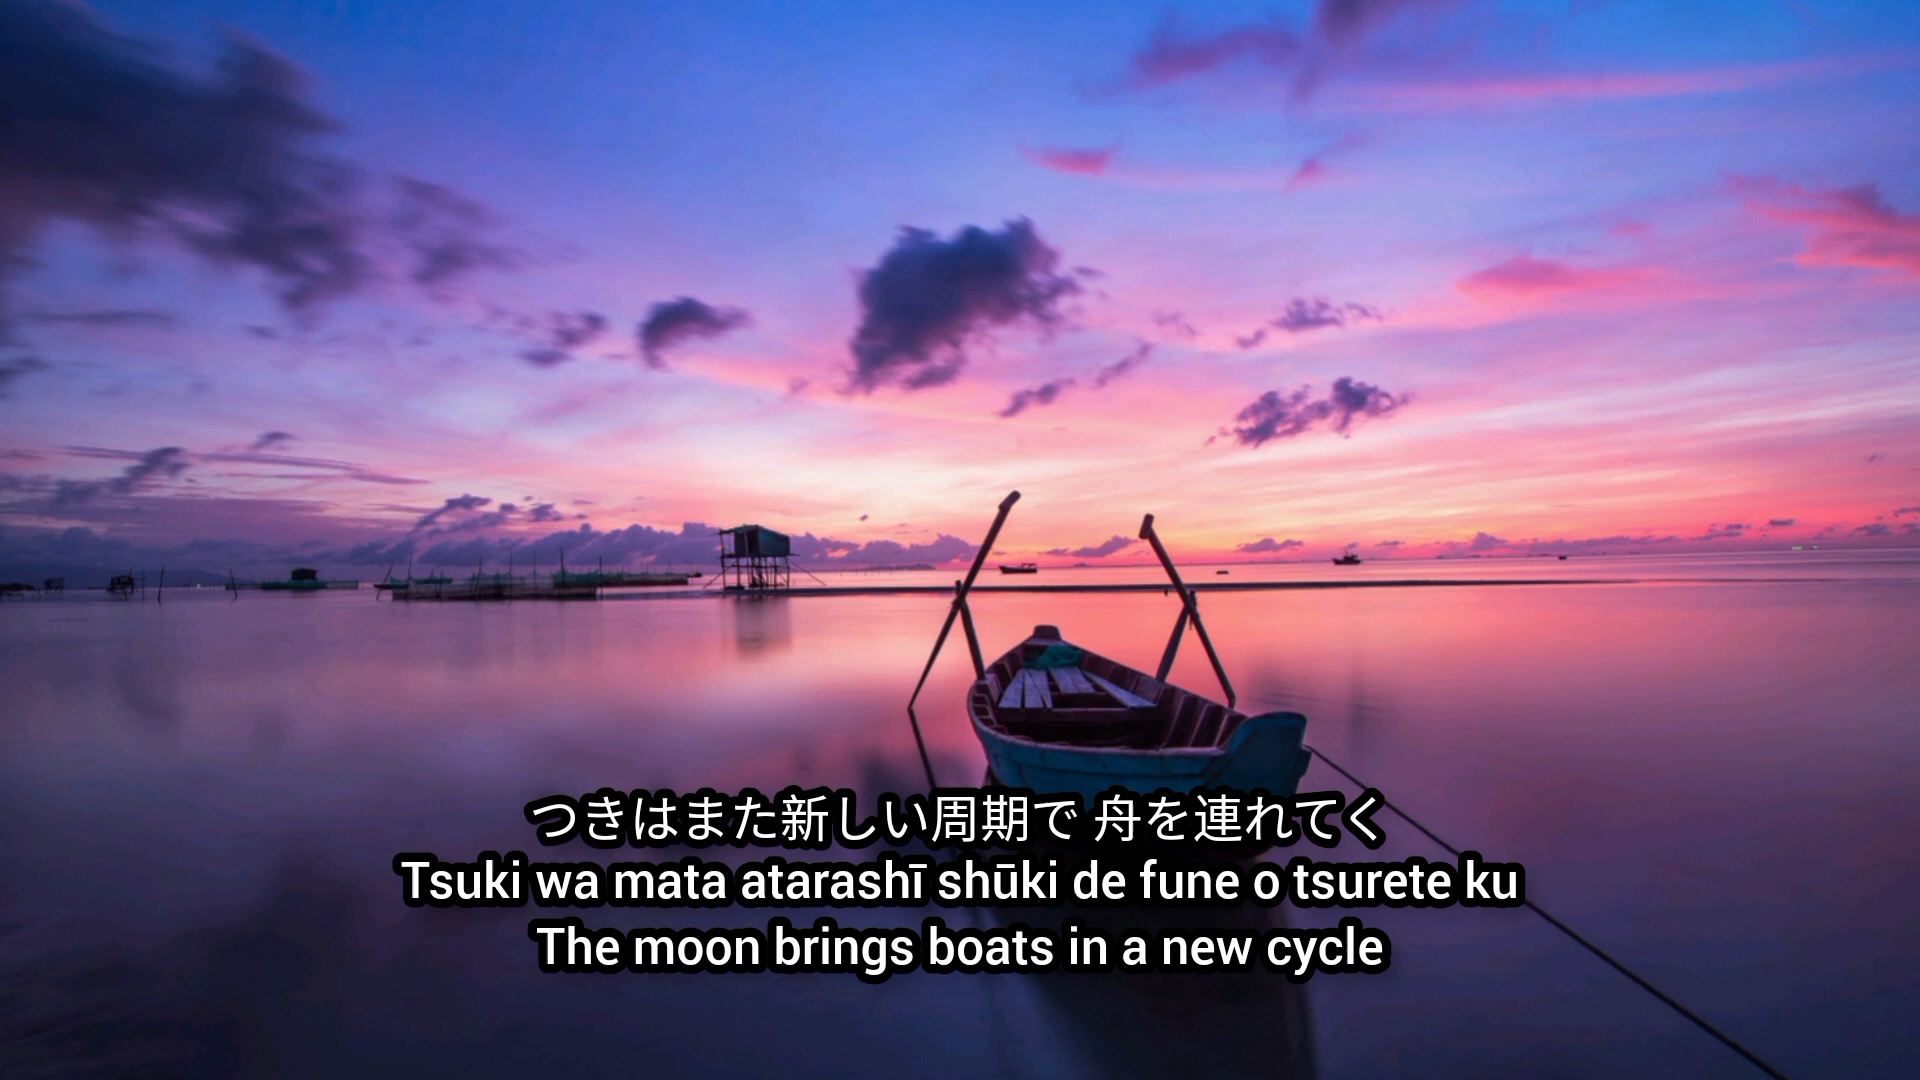 つきはまた新しい周期で 舟を連れてく
Tsuki wa mata atarashī shūki de fune o tsurete ku
The moon brings boats in a new cycle